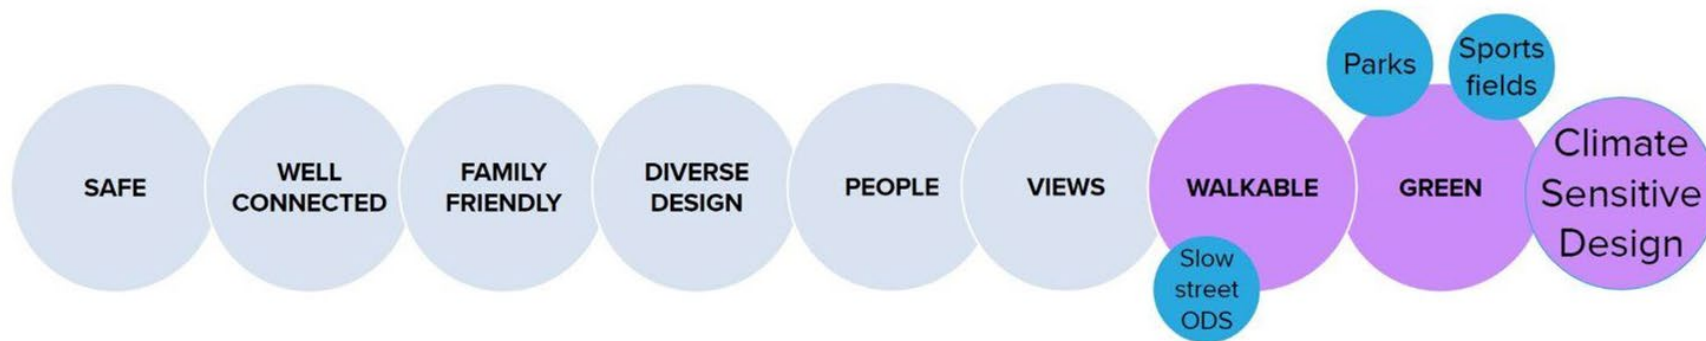 SAFE
WELL
CONNECTED
FAMILY
FRIENDLY
DIVERSE
DESIGN
PEOPLE
VIEWS
WALKABLE
Slow
street
ODS
GREEN
Parks
Sports
fields
Climate
Sensitive
Design